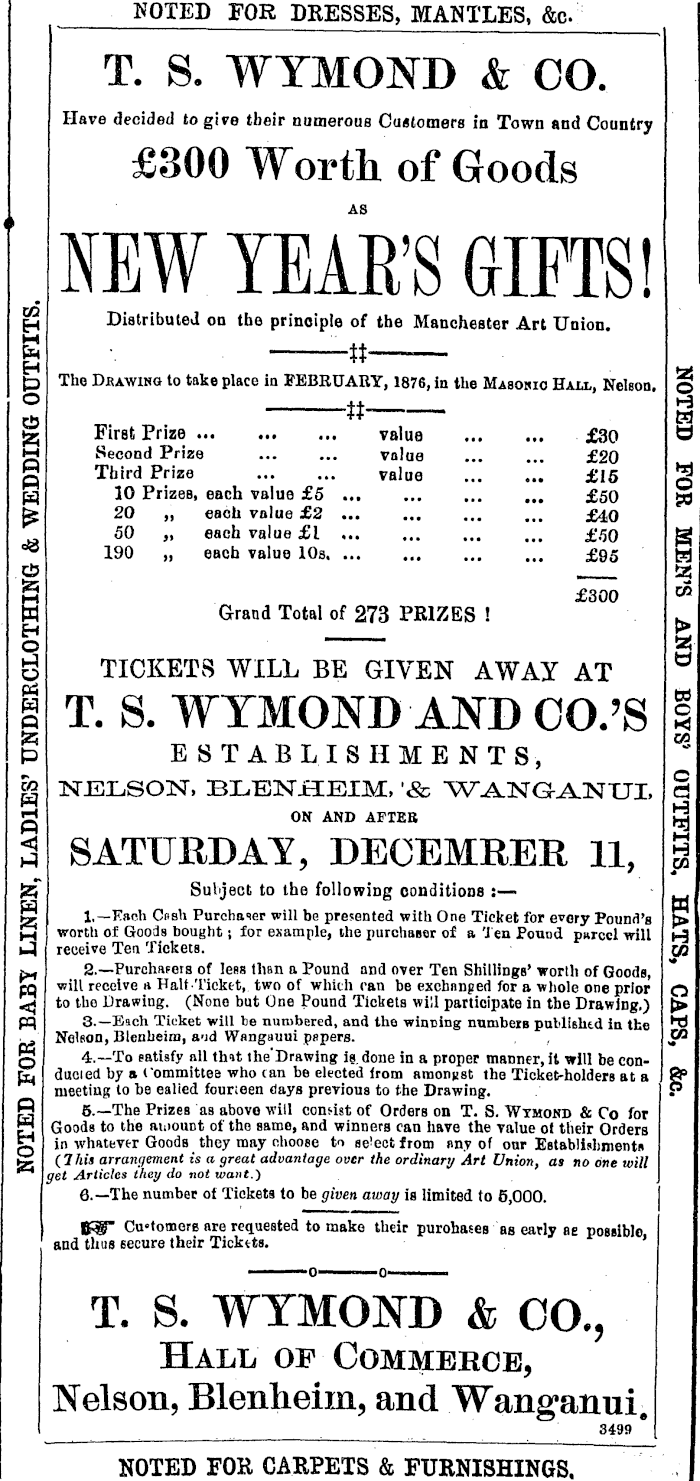 NOTED FOR DRESSES, MANTLES, &c.
T. S. WYMOND & CO.
Have decided to give their numerous Customers in Town and Country
£300 Worth of Goods
AS
NEW YEAR'S GIFTS!
Distributed on the principle of the Manchester Art Union.
‡‡
The DRAWING to take place in FEBRUARY, 1876, in the MASONIC HALL, Nelson.
‡‡
First Prize ... ... ... value ... ... £30
Second Prize ... ... value ... ... £20
Third Prize ... ... value ... ... £15
10 Prizes, each value £5 ... ... ... ... £50
20 „ each value £2 ... ... ... ... £40
50 „ each value £1 ... ... ... ... £50
190 „ each value 10s. ... ... ... ... £95
£300
Grand Total of 273 PRIZES !
TICKETS WILL BE GIVEN AWAY AT
T. S. WYMOND AND CO.'S
ESTABLISHMENTS,
NELSON, BLENHEIM, & WANGANUI,
ON AND AFTER
SATURDAY, DECEMRER 11,
Subject to the following conditions :—
1.—Each Cash Purchaser will be presented with One Ticket for every Pound's
worth of Goods bought ; for example, the purchaser of a Ten Pound parcel will
receive Ten Tickets.
2.—Purchasers of less than a Pound and over Ten Shillings' worth of Goods,
will receive a Half-Ticket, two of which can be exchanged for a whole one prior
to the Drawing. (None but One Pound Tickets will participate in the Drawing.)
3.—Each Ticket will be numbered, and the winning numbers published in the
Nelson, Blenheim, and Wanganui papers.
4.—To satisfy all that the Drawing is done in a proper manner, it will be con-
ducted by a Committee who can be elected from amongst the Ticket-holders at a
meeting to be called fourteen days previous to the Drawing.
5.—The Prizes as above will consist of Orders on T. S. WYMOND & Co for
Goods to the amount of the same, and winners can have the value of their Orders
in whatever Goods they may choose to select from any of our Establishments
(This arrangement is a great advantage over the ordinary Art Union, as no one will
get Articles they do not want.)
6.—The number of Tickets to be given away is limited to 5,000.
☞ Customers are requested to make their purchases as early as possible,
and thus secure their Tickets.
T. S. WYMOND & CO.,
HALL OF COMMERCE,
Nelson, Blenheim, and Wanganui.
3499
NOTED FOR CARPETS & FURNISHINGS.
NOTED FOR BABY LINEN, LADIES' UNDERCLOTHING & WEDDING OUTFITS.
NOTED FOR MEN'S AND BOYS' OUTFITS, HATS, CAPS, &c.